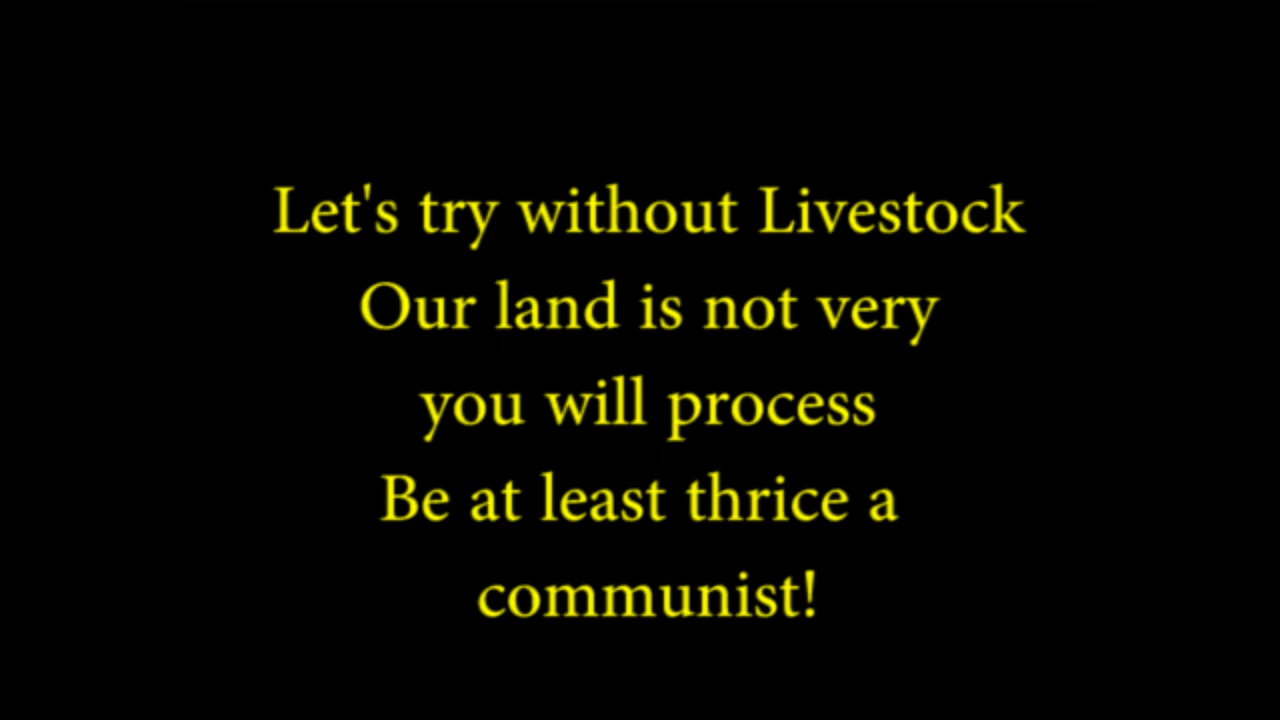 Let's try without Livestock
Our land is not very
you will process
Be at least thrice a
communist!